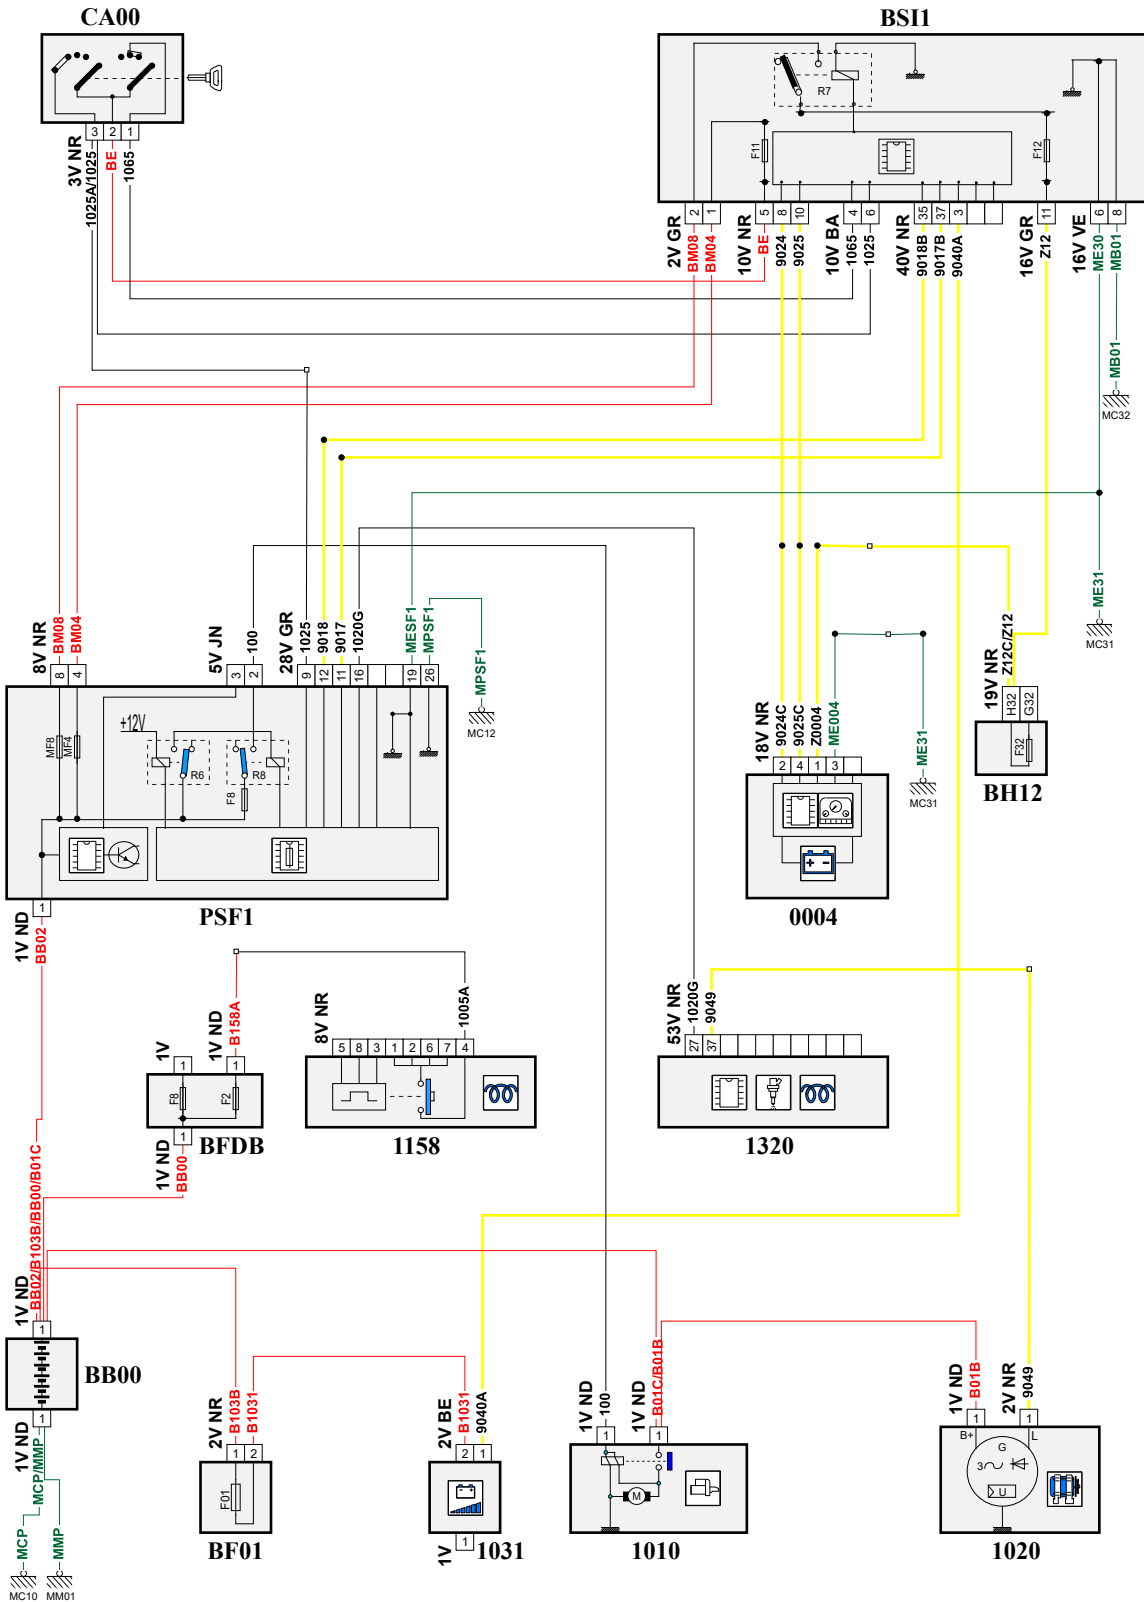 CA00
BSI1
R7
F11
F12
3 2 1
3V NR
1025A/1025
BE
1065
2 1 5 8 10 4 6 35 37 3 11 6 8
2V GR
BM08
BM04
10V NR
BE
9024
9025
10V BA
1065
1025
40V NR
9018B
9017B
9040A
16V GR
Z12
16V VE
ME30
MB01
MB01
MC32
ME31
MC31
8V NR
BM08
BM04
5V JN
100
28V GR
1025
9018
9017
1020G
MESF1
MPSF1
MPSF1
MC12
8 4 3 2 9 12 11 16 19 26
+12V
MF8
MF4
R6
R8
F8
PSF1
1
1V ND
BB02
18V NR
9024C
9025C
Z0004
ME004
ME31
MC31
2 4 1 3
0004
19V NR
Z12C/Z12
H32
G32
F32
BH12
1V
1V ND
B158A
1 1
F8
F2
1
BFDB
1V ND
BB00
8V NR
1005A
5 8 3 1 2 6 7 4
1158
53V NR
1020G
9049
27 37
1320
1V ND
BB02/B103B/BB00/B01C
1
BB00
1
1V ND
MCP/MMP
MCP
MMP
MC10
MM01
2V NR
B103B
B1031
1 2
F01
BF01
2V BE
B1031
9040A
2 1
1V
1
1031
1V ND
100
1V ND
B01C/B01B
1 1
M
1010
1V ND
B01B
2V NR
9049
1 1
B+
L
G
3
U
1020